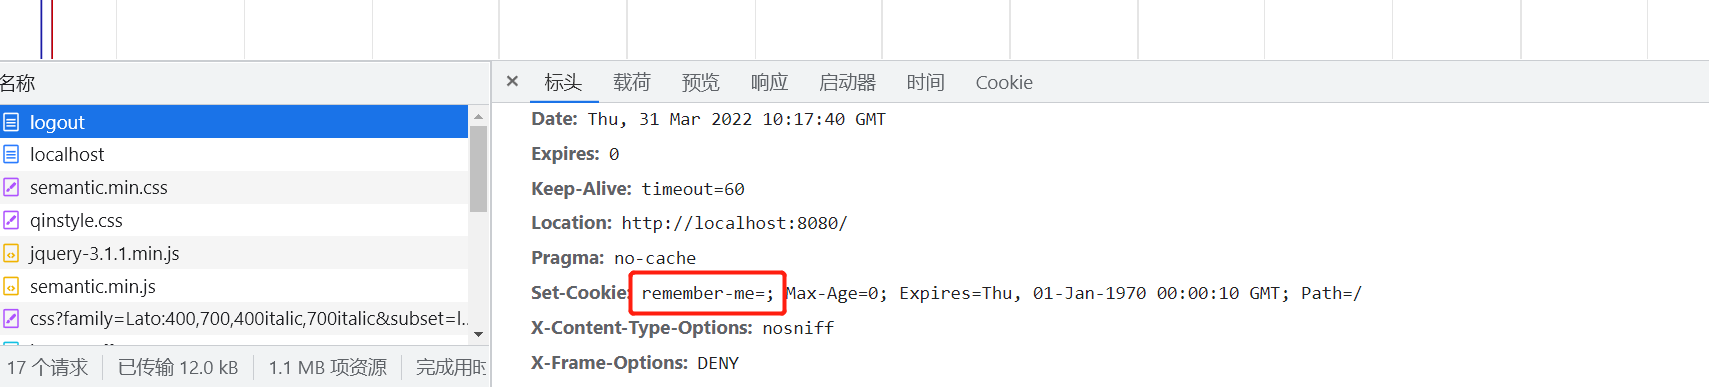 名称
logout
localhost
semantic.min.css
qinstyle.css
jquery-3.1.1.min.js
semantic.min.js
css?family=Lato:400,700,400italic,700italic&subset=l...
17 个请求 已传输 12.0 kB 1.1 MB 项资源 完成用时
× 标头 载荷 预览 响应 启动器 时间 Cookie
Date: Thu, 31 Mar 2022 10:17:40 GMT
Expires: 0
Keep-Alive: timeout=60
Location: http://localhost:8080/
Pragma: no-cache
Set-Cookie: remember-me=; Max-Age=0; Expires=Thu, 01-Jan-1970 00:00:10 GMT; Path=/
X-Content-Type-Options: nosniff
X-Frame-Options: DENY